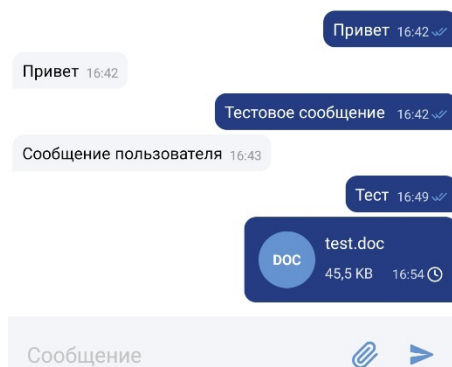 Привет 16:42
Привет 16:42
Тестовое сообщение 16:42
Сообщение пользователя 16:43
Тест 16:49
test.doc
DOC
45,5 KB 16:54
Сообщение